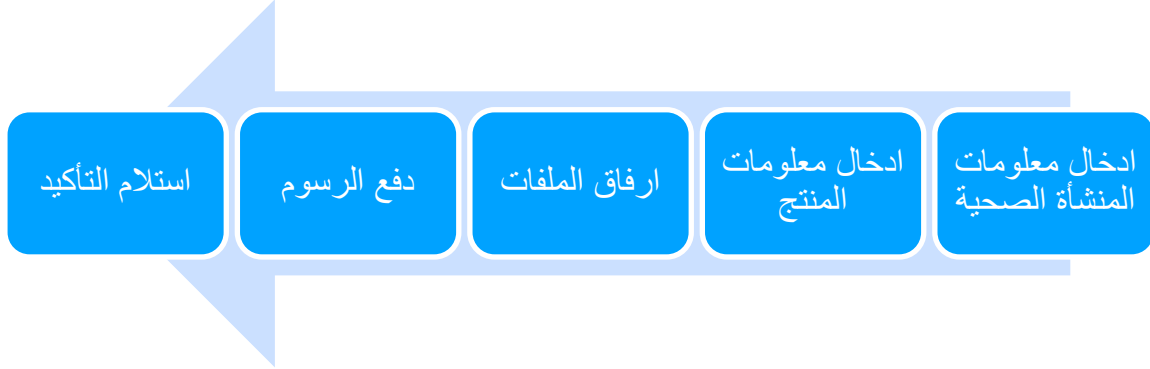 ادخال معلومات
المنشأة الصحية
ادخال معلومات
المنتج
ارفاق الملفات
دفع الرسوم
استلام التأكيد